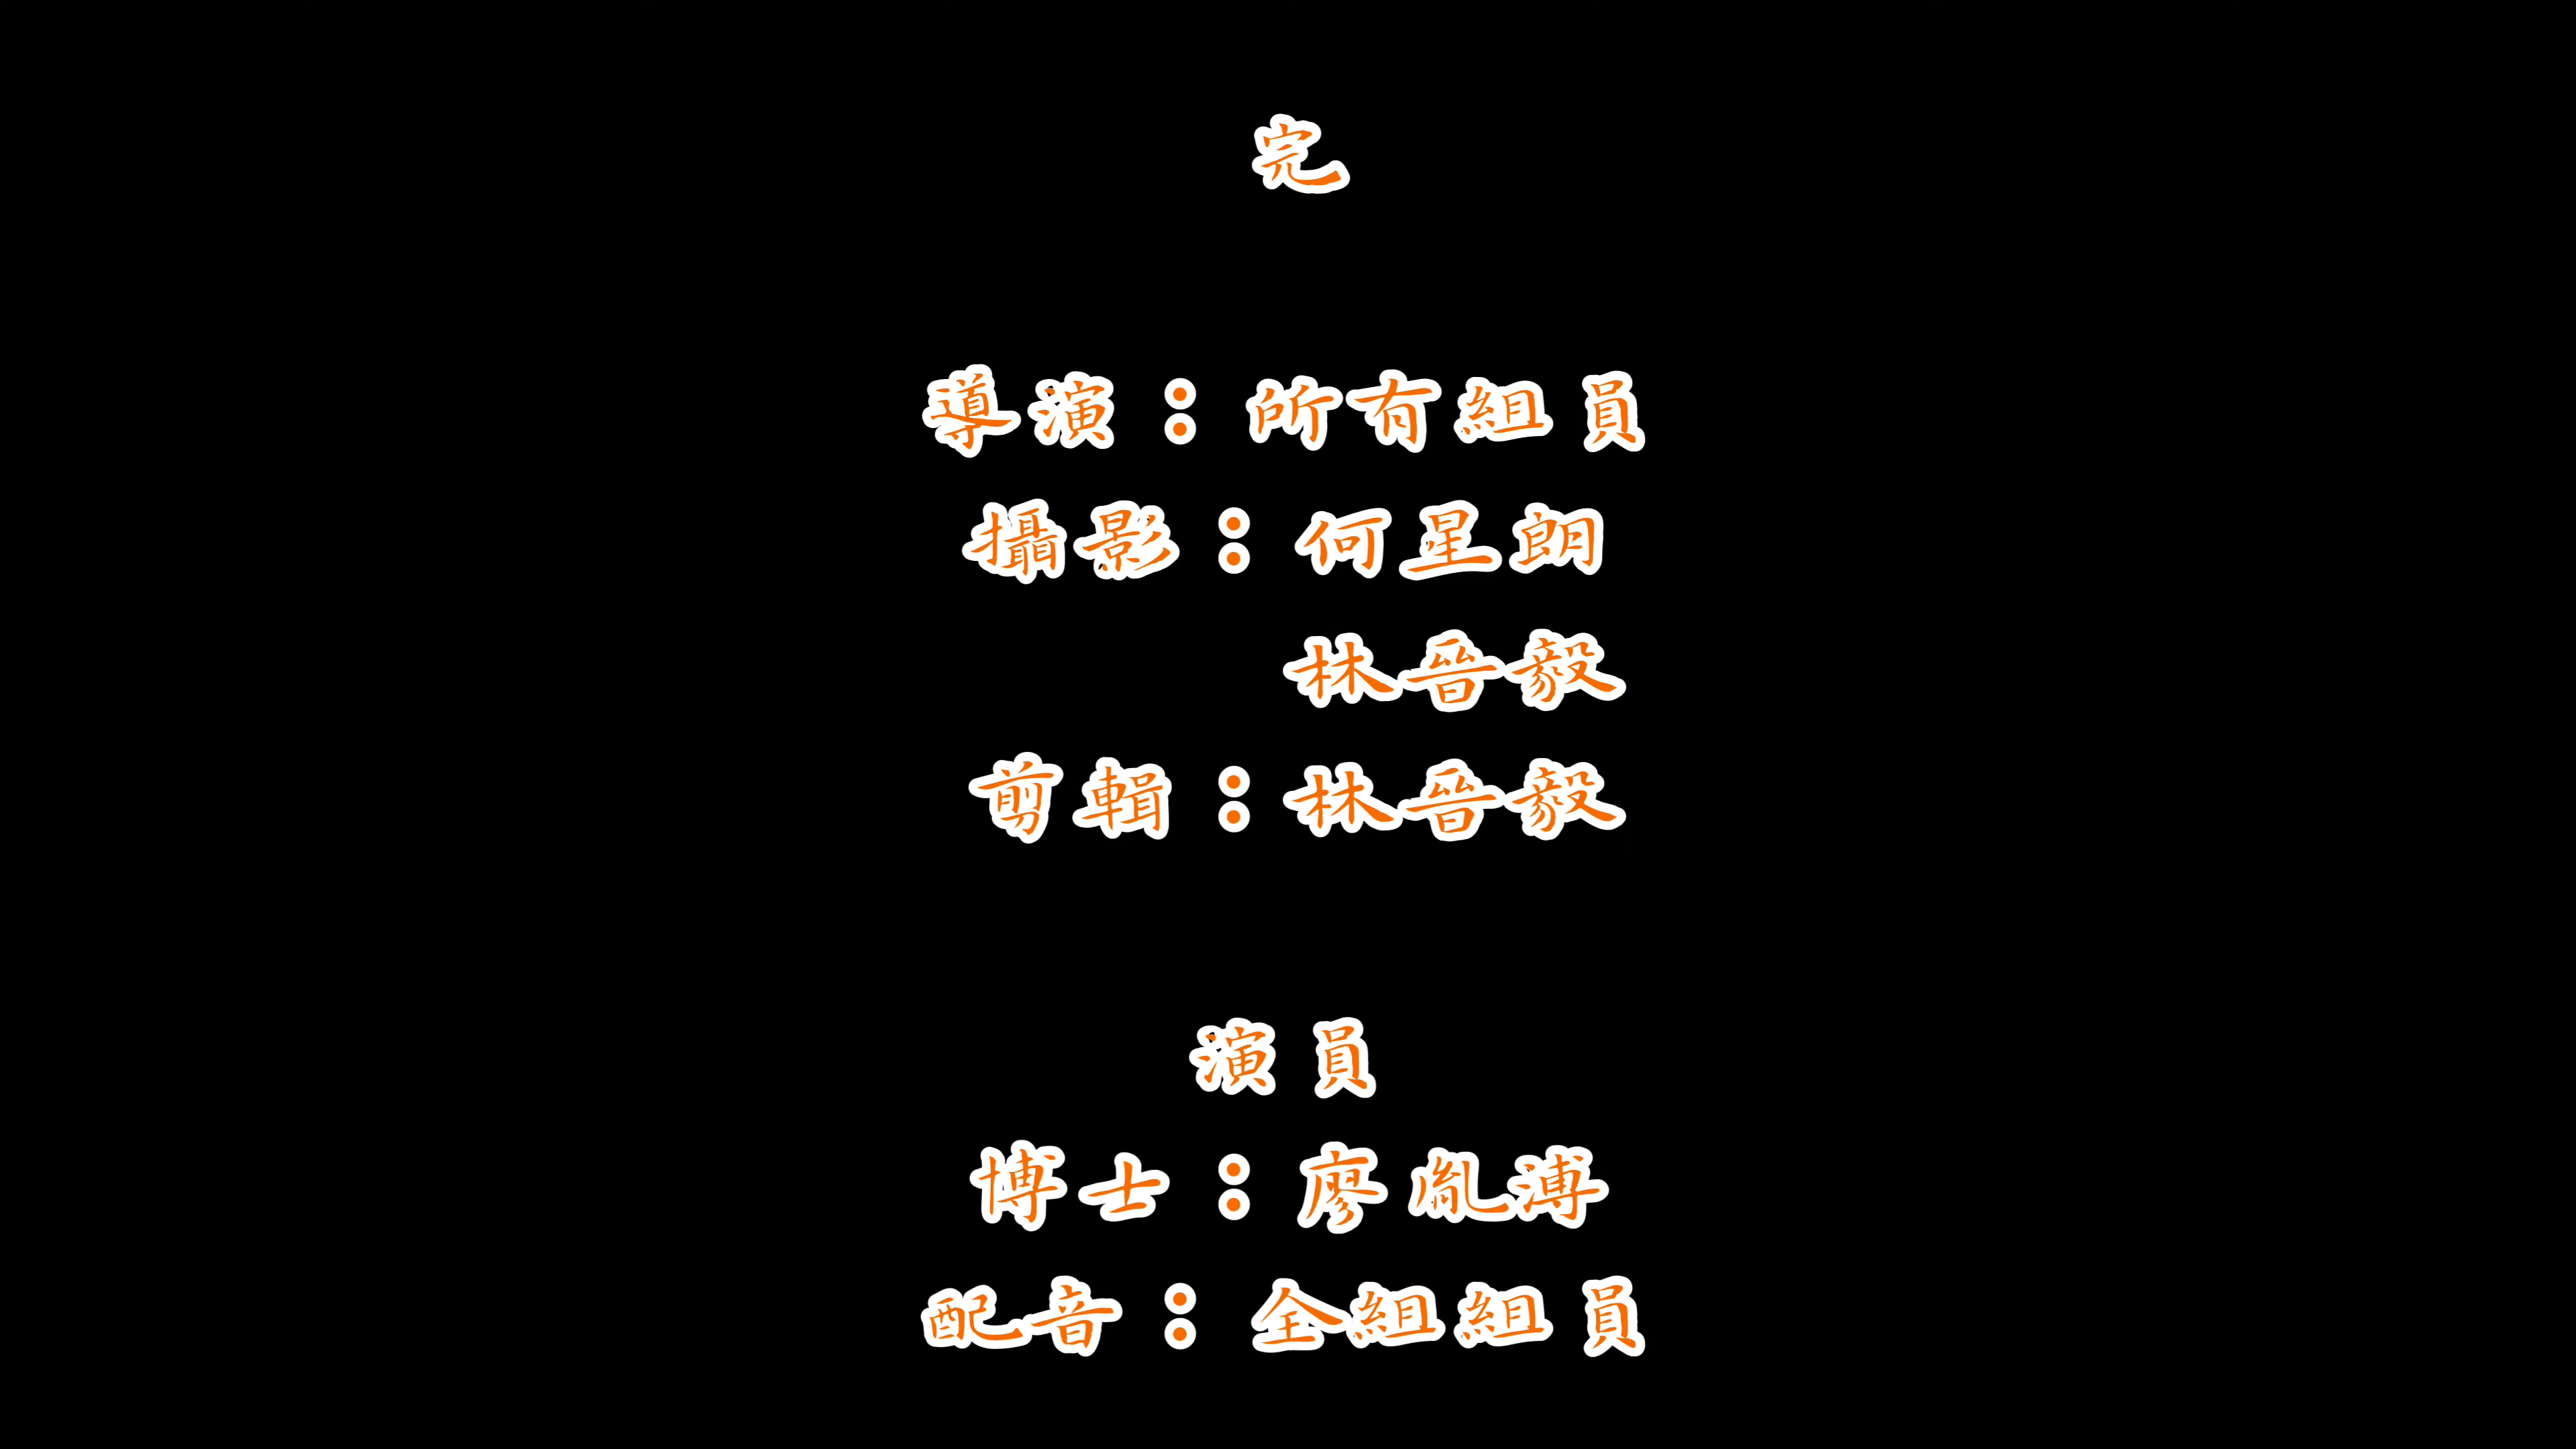 完
導演：所有組員
攝影：何星朗
林晉毅
剪輯：林晉毅
演員
博士：廖胤溥
配音：全組組員